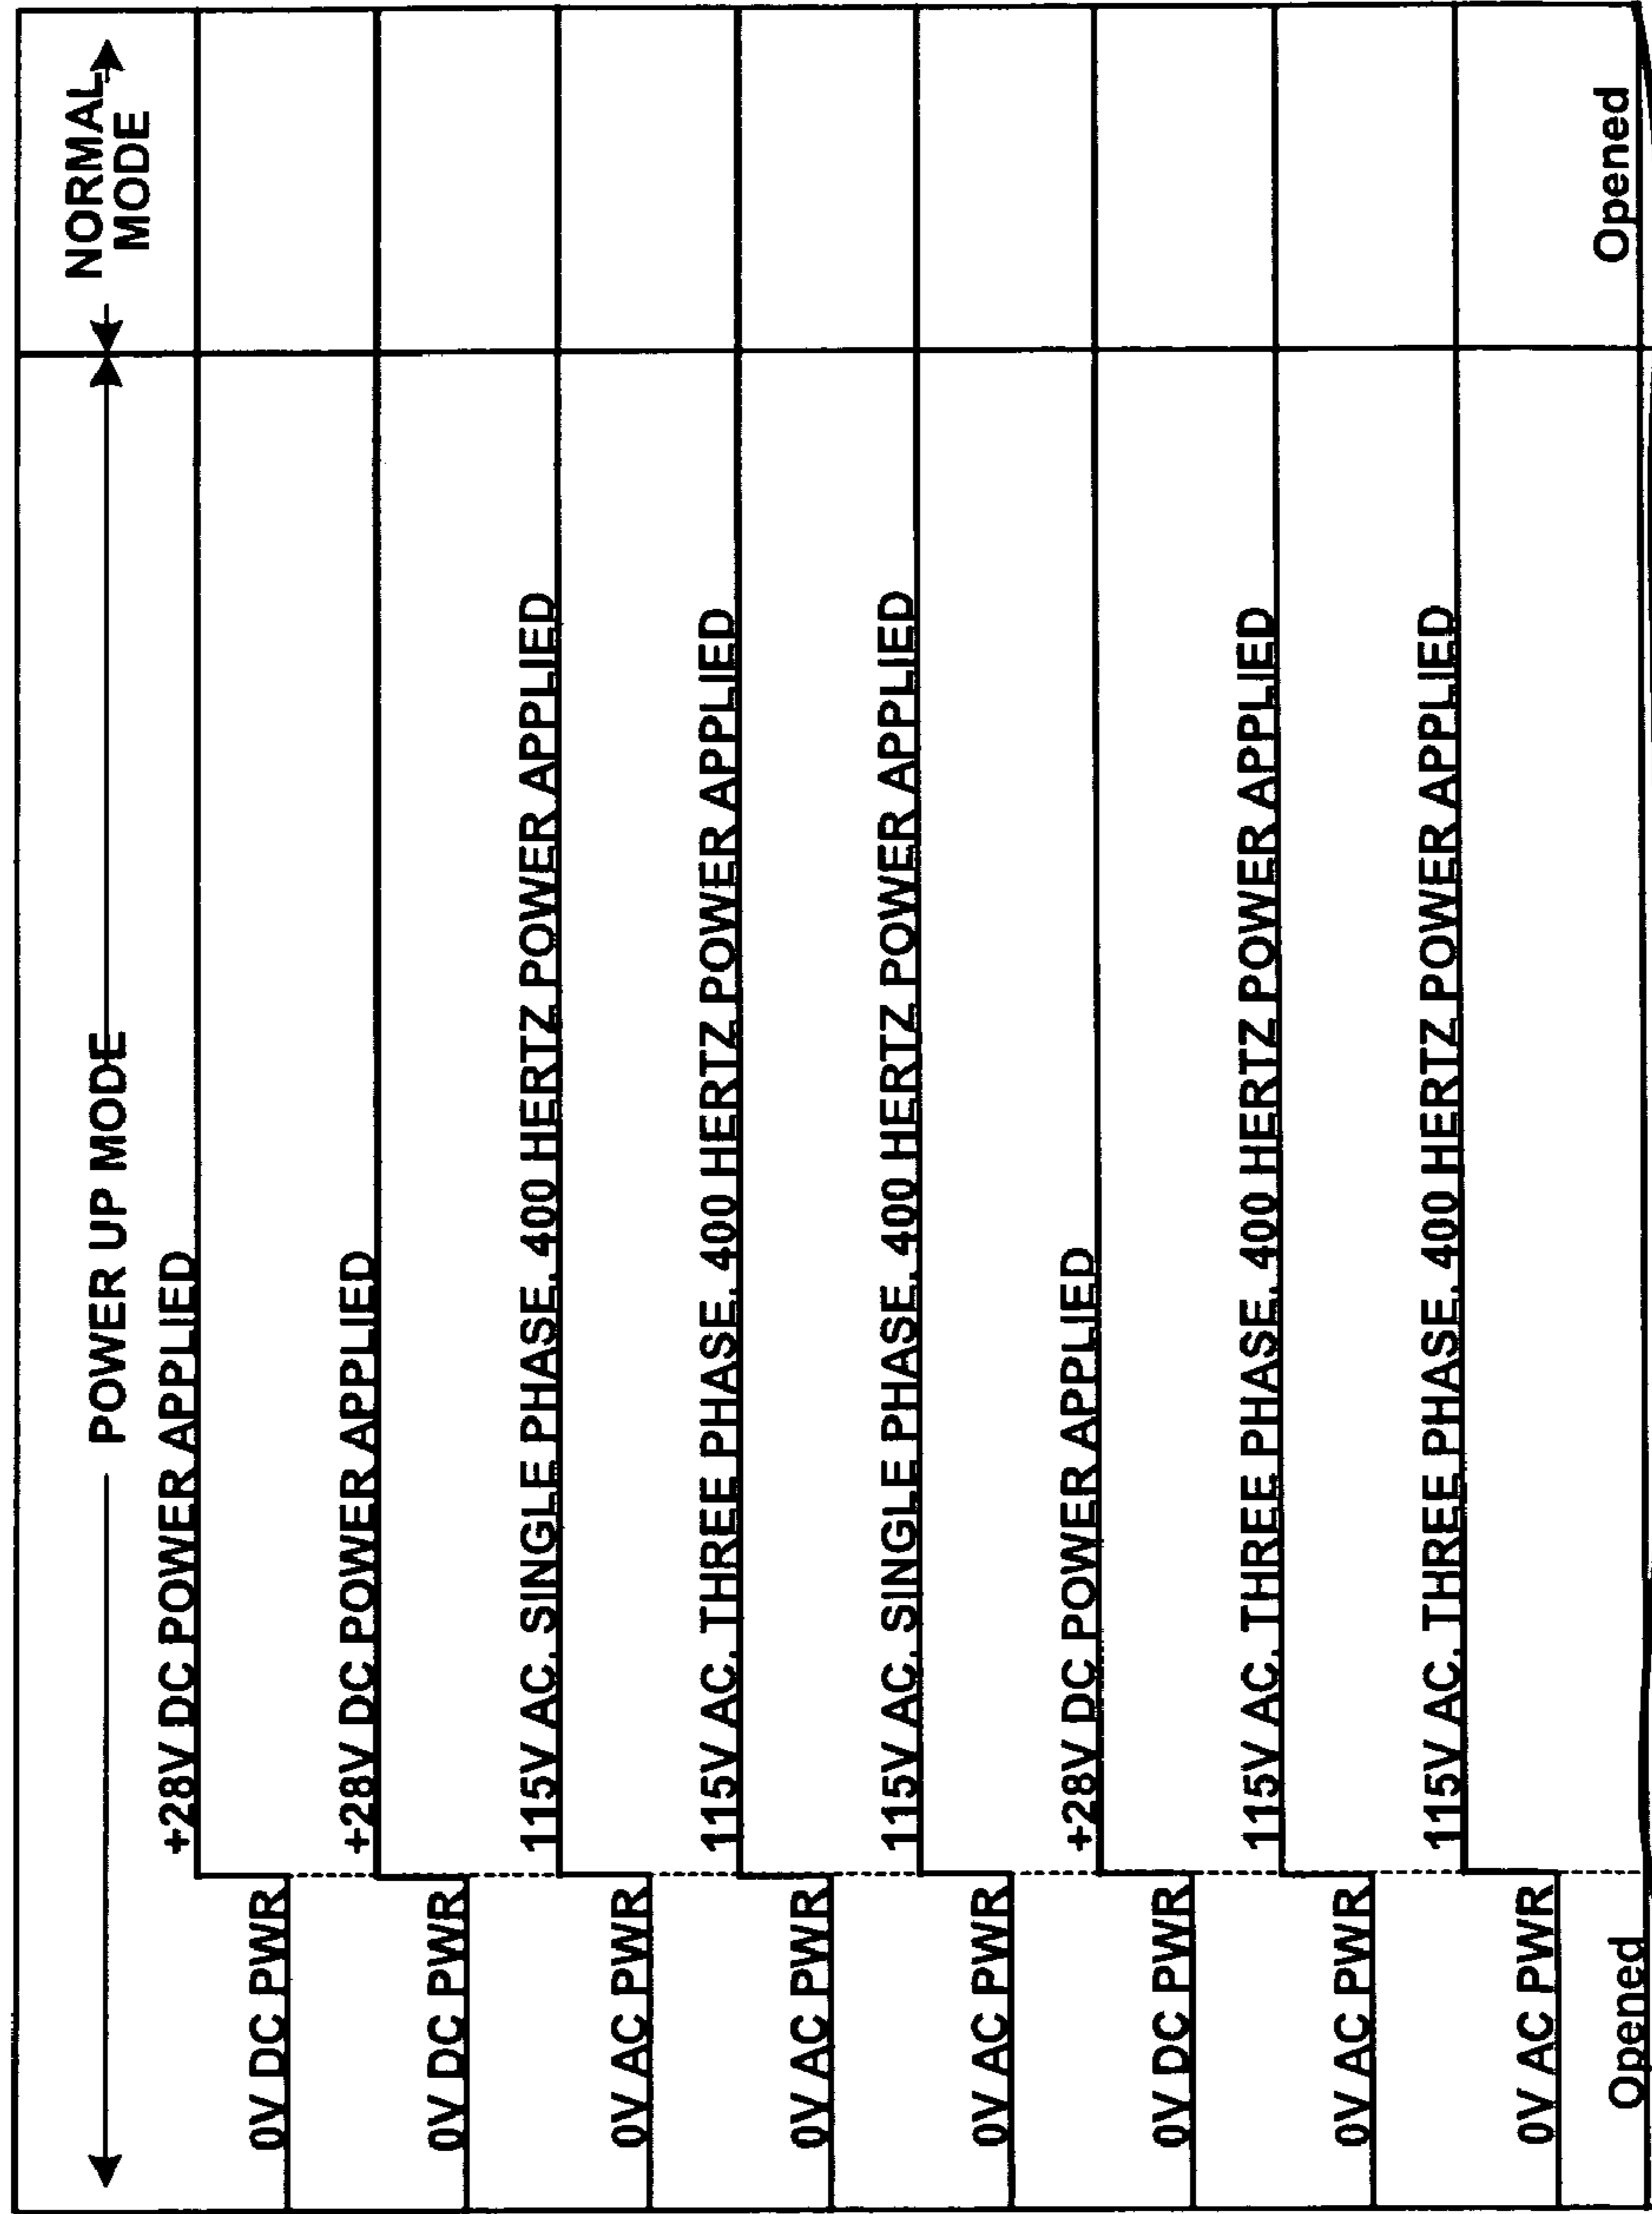 POWER UP MODE
NORMAL
MODE
+28V DC POWER APPLIED
0V DC PWR
+28V DC POWER APPLIED
0V DC PWR
115V AC, SINGLE PHASE, 400 HERTZ POWER APPLIED
0V AC PWR
115V AC, THREE PHASE, 400 HERTZ POWER APPLIED
0V AC PWR
115V AC, SINGLE PHASE, 400 HERTZ POWER APPLIED
0V AC PWR
+28V DC POWER APPLIED
0V DC PWR
115V AC, THREE PHASE, 400 HERTZ POWER APPLIED
0V AC PWR
115V AC, THREE PHASE, 400 HERTZ POWER APPLIED
0V AC PWR
Opened
Opened